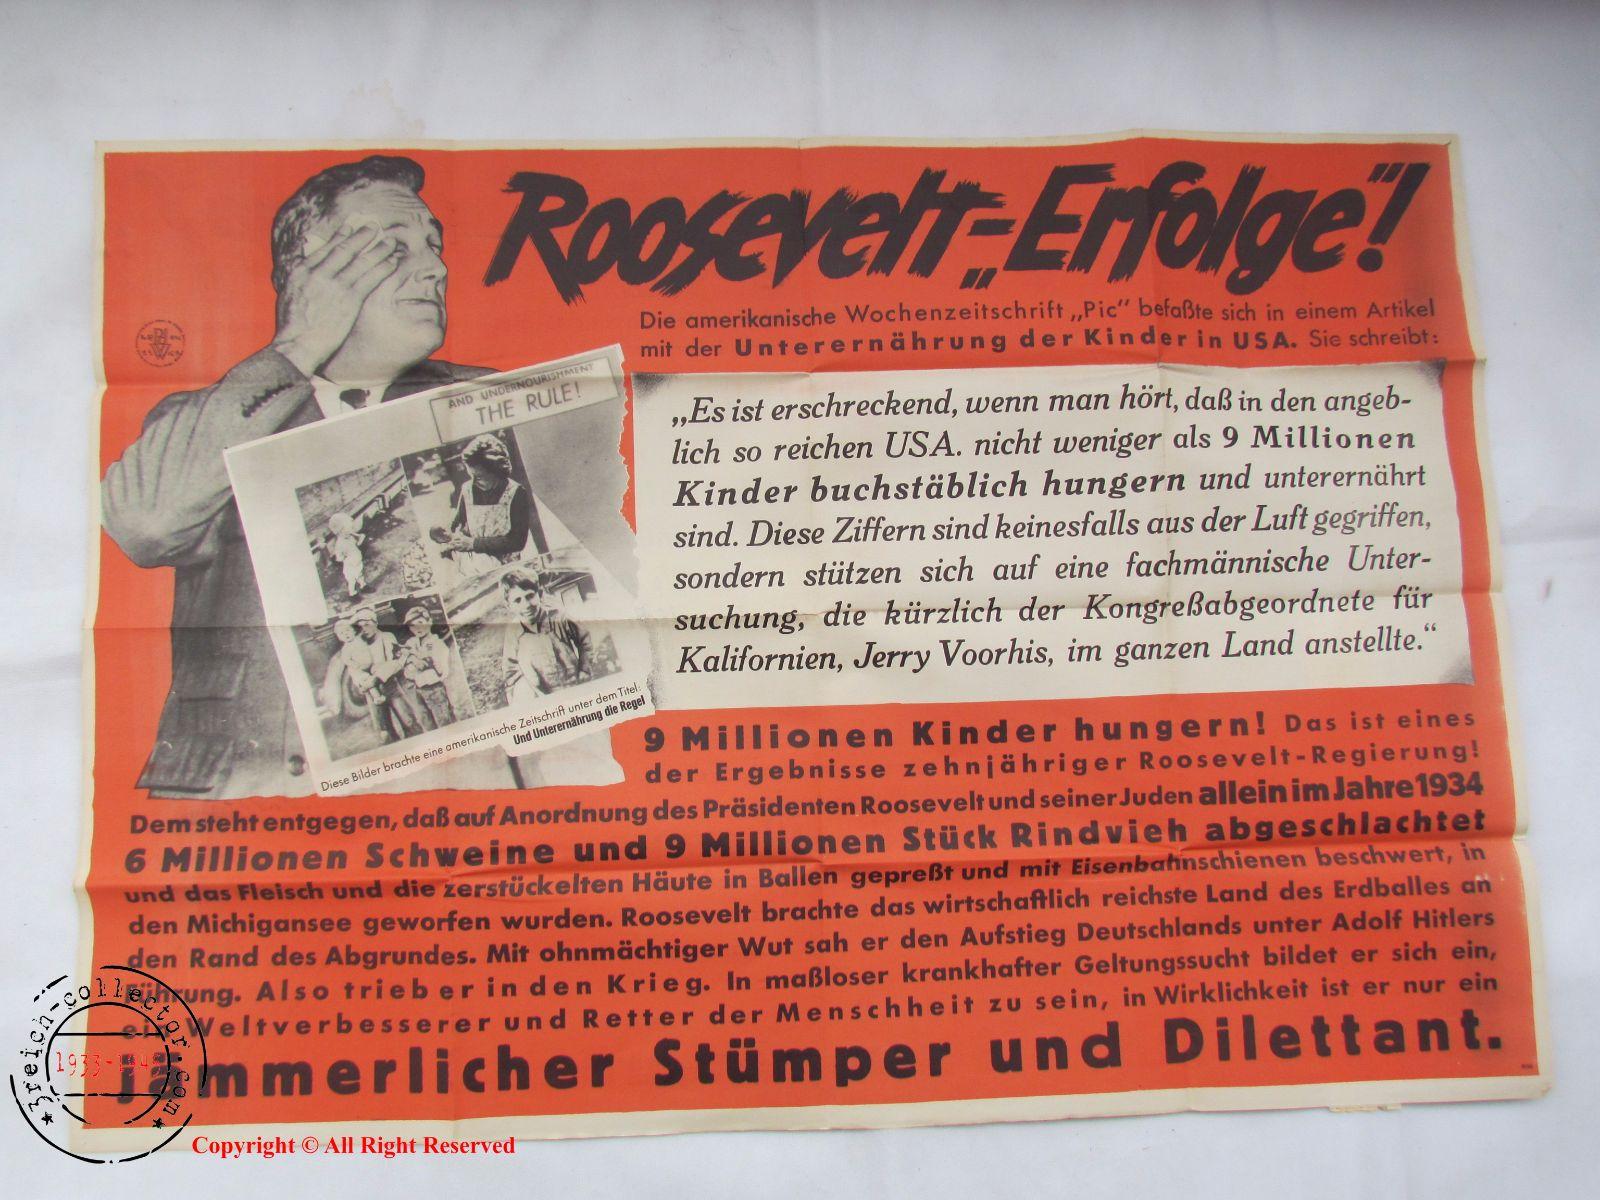 Roosevelt-„Erfolge"!
Die amerikanische Wochenzeitschrift „Pic" befaßte sich in einem Artikel
mit der Unterernährung der Kinder in USA. Sie schreibt:
AND UNDERNOURISHMENT
THE RULE!
„Es ist erschreckend, wenn man hört, daß in den angeb-
lich so reichen USA. nicht weniger als 9 Millionen
Kinder buchstäblich hungern und unterernährt
sind. Diese Ziffern sind keinesfalls aus der Luft gegriffen,
sondern stützen sich auf eine fachmännische Unter-
suchung, die kürzlich der Kongreßabgeordnete für
Kalifornien, Jerry Voorhis, im ganzen Land anstellte."
Diese Bilder brachte eine amerikanische Zeitschrift unter dem Titel:
Und Unterernährung die Regel
9 Millionen Kinder hungern! Das ist eines
der Ergebnisse zehnjähriger Roosevelt-Regierung!
Dem steht entgegen, daß auf Anordnung des Präsidenten Roosevelt und seiner Juden allein im Jahre 1934
6 Millionen Schweine und 9 Millionen Stück Rindvieh abgeschlachtet
und das Fleisch und die zerstückelten Häute in Ballen gepreßt und mit Eisenbahnschienen beschwert, in
den Michigansee geworfen wurden. Roosevelt brachte das wirtschaftlich reichste Land des Erdballes an
den Rand des Abgrundes. Mit ohnmächtiger Wut sah er den Aufstieg Deutschlands unter Adolf Hitlers
Führung. Also trieb er in den Krieg. In maßloser krankhafter Geltungssucht bildet er sich ein,
ein Weltverbesserer und Retter der Menschheit zu sein, in Wirklichkeit ist er nur ein
jämmerlicher Stümper und Dilettant.
3reich-collector.com
1933-1945
Copyright © All Right Reserved